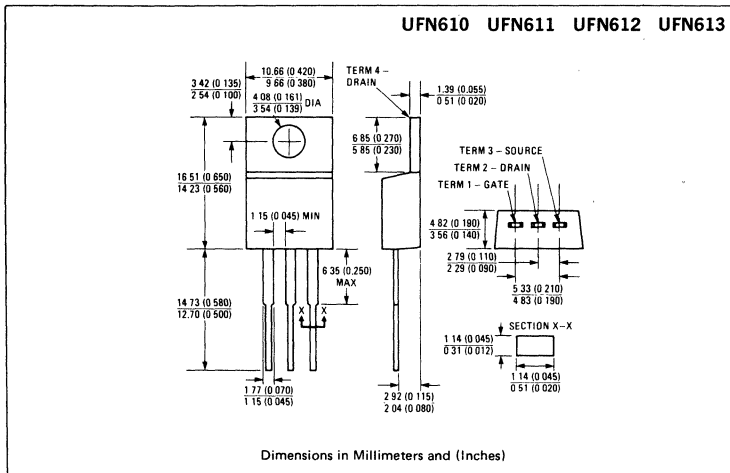 UFN610 UFN611 UFN612 UFN613
10.66 (0 420)
9 66 (0 380)
3 42 (0 135)
2 54 (0 100)
4 08 (0 161)
3 54 (0 139)
DIA
TERM 4 –
DRAIN
1.39 (0.055)
0 51 (0 020)
6 85 (0 270)
5 85 (0 230)
16 51 (0 650)
14 23 (0 560)
1 15 (0 045) MIN
TERM 3 – SOURCE
TERM 2 – DRAIN
TERM 1 – GATE
4 82 (0 190)
3 56 (0 140)
2 79 (0 110)
2 29 (0 090)
5 33 (0 210)
4 83 (0 190)
6 35 (0.250)
MAX
14 73 (0 580)
12.70 (0 500)
X X
SECTION X–X
1 14 (0 045)
0 31 (0 012)
1 14 (0 045)
0 51 (0 020)
1 77 (0 070)
1 15 (0 045)
2 92 (0 115)
2 04 (0 080)
Dimensions in Millimeters and (Inches)